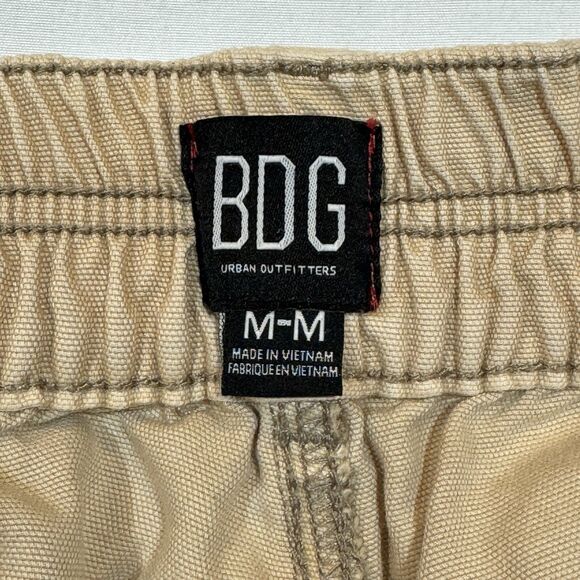 BDG
URBAN OUTFITTERS
M-M
MADE IN VIETNAM
FABRIQUE EN VIETNAM